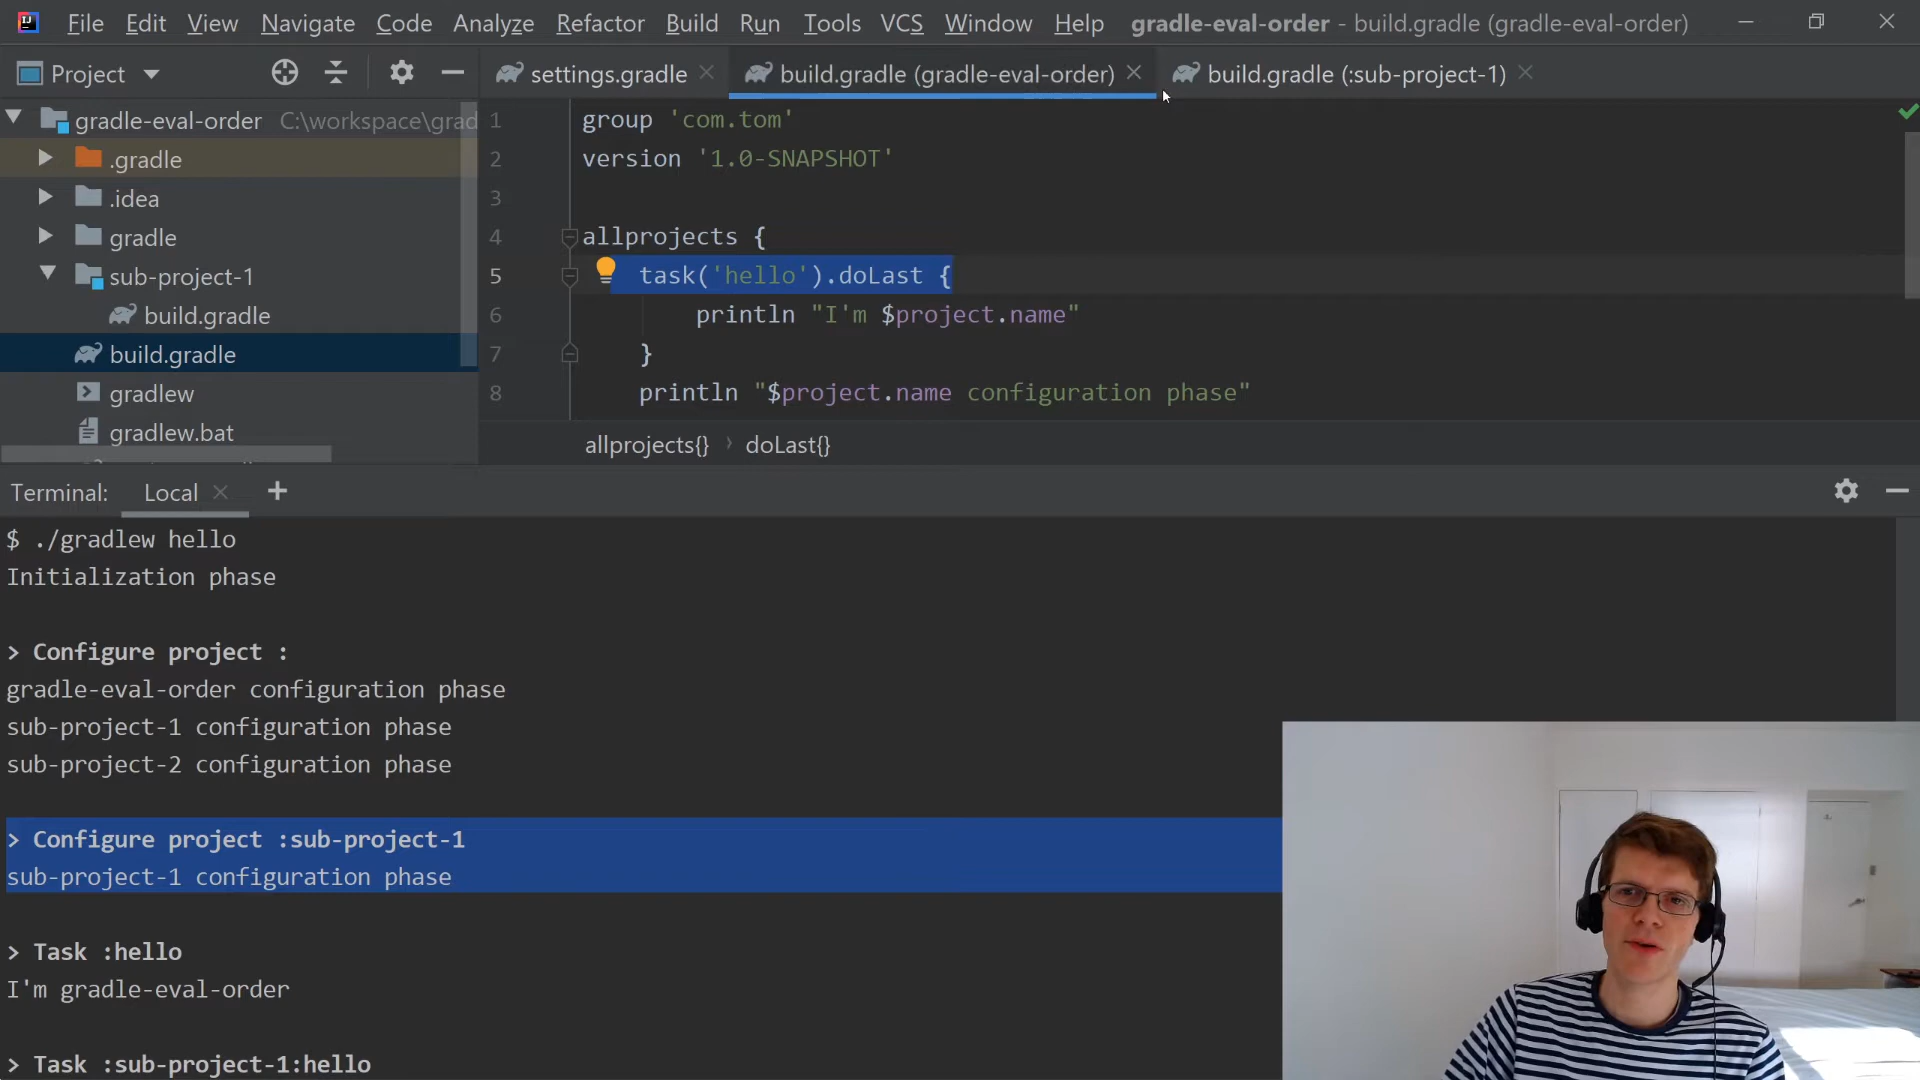 File Edit View Navigate Code Analyze Refactor Build Run Tools VCS Window Help gradle-eval-order - build.gradle (gradle-eval-order)
Project settings.gradle build.gradle (gradle-eval-order) build.gradle (:sub-project-1)
gradle-eval-order C:\workspace\grad
.gradle
.idea
gradle
sub-project-1
build.gradle
build.gradle
gradlew
gradlew.bat
1 group 'com.tom'
2 version '1.0-SNAPSHOT'
3
4 allprojects {
5 task('hello').doLast {
6 println "I'm $project.name"
7 }
8 println "$project.name configuration phase"
allprojects{} › doLast{}
Terminal: Local +
$ ./gradlew hello
Initialization phase
> Configure project :
gradle-eval-order configuration phase
sub-project-1 configuration phase
sub-project-2 configuration phase
> Configure project :sub-project-1
sub-project-1 configuration phase
> Task :hello
I'm gradle-eval-order
> Task :sub-project-1:hello